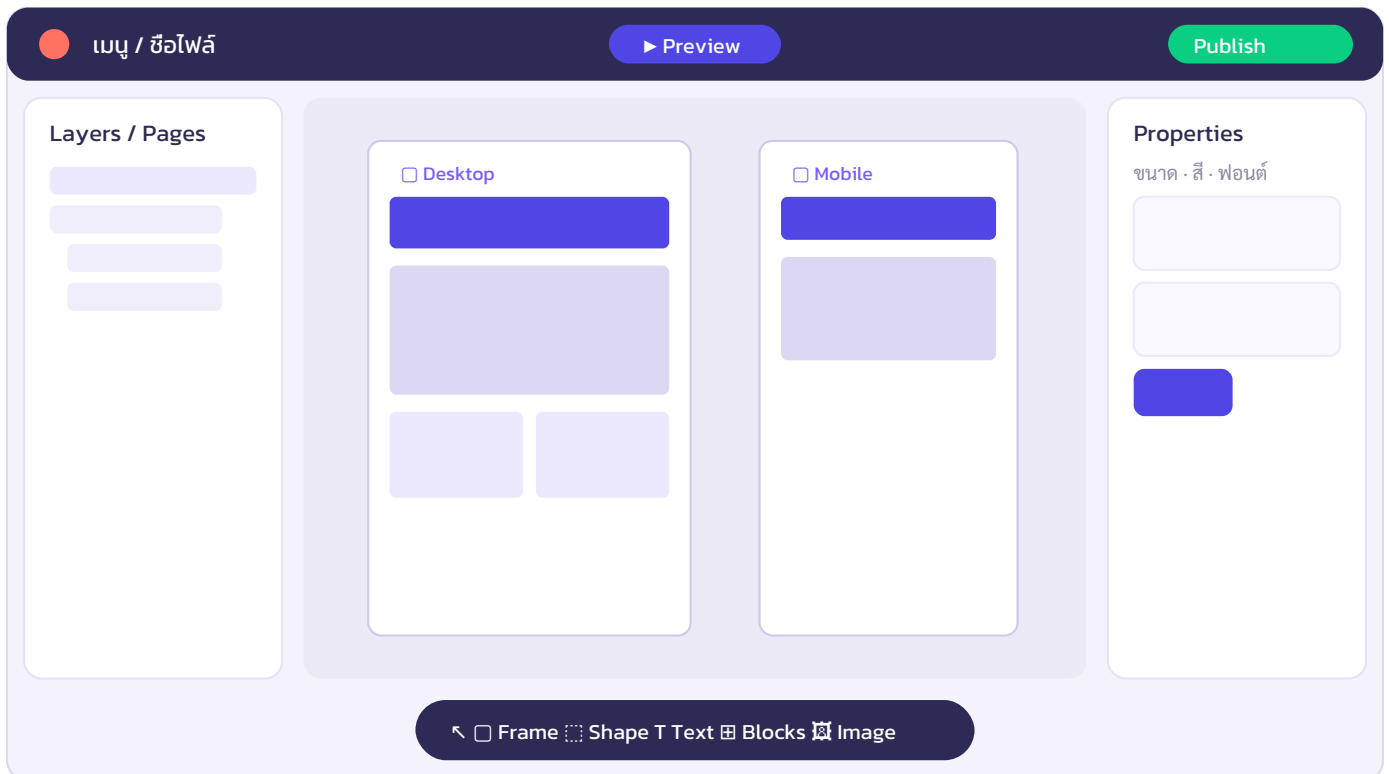 เมนู / ชื่อไฟล์
▶ Preview
Publish
Layers / Pages
▢ Desktop
▢ Mobile
Properties
ขนาด · สี · ฟอนต์
↖ ▢ Frame ⬚ Shape T Text ⊞ Blocks 🖼 Image